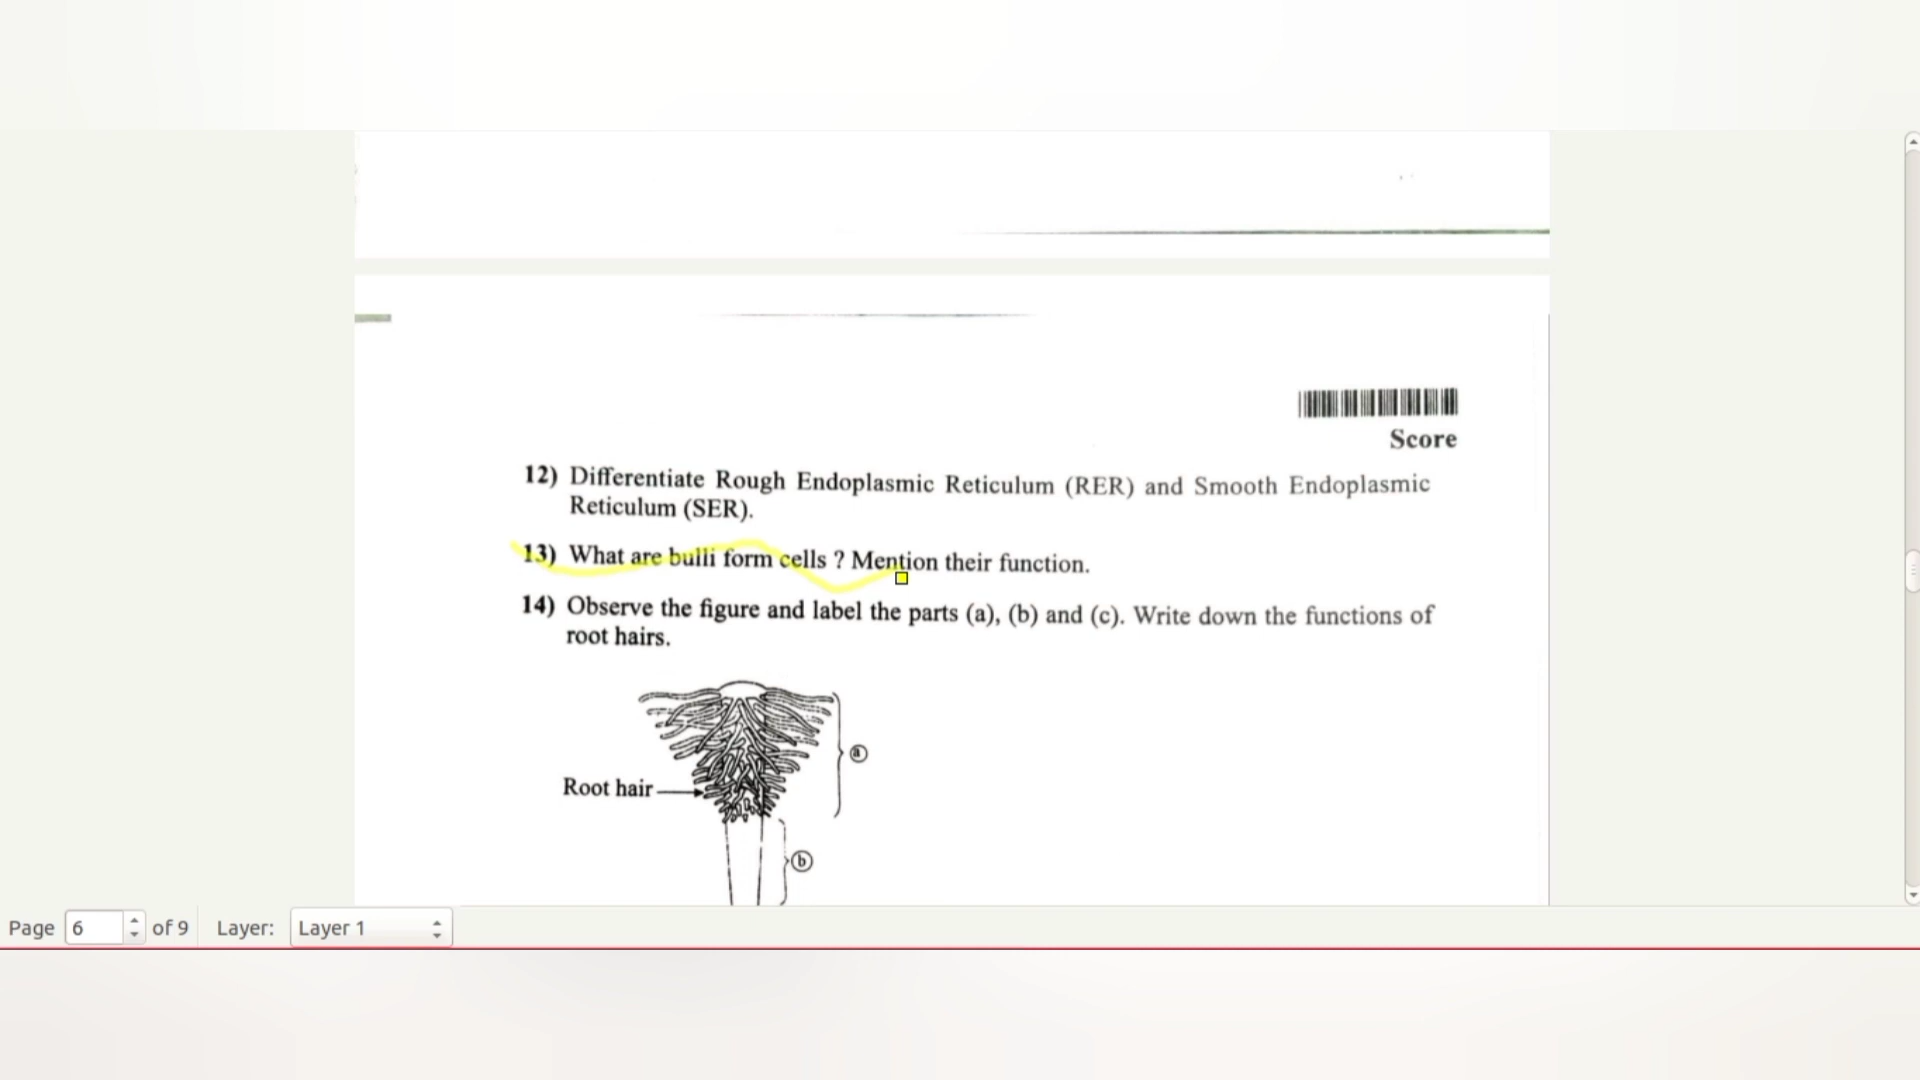 Score
12) Differentiate Rough Endoplasmic Reticulum (RER) and Smooth Endoplasmic
Reticulum (SER).
13) What are bulli form cells ? Mention their function.
14) Observe the figure and label the parts (a), (b) and (c). Write down the functions of
root hairs.
a
Root hair
b
Page 6 of 9 Layer: Layer 1